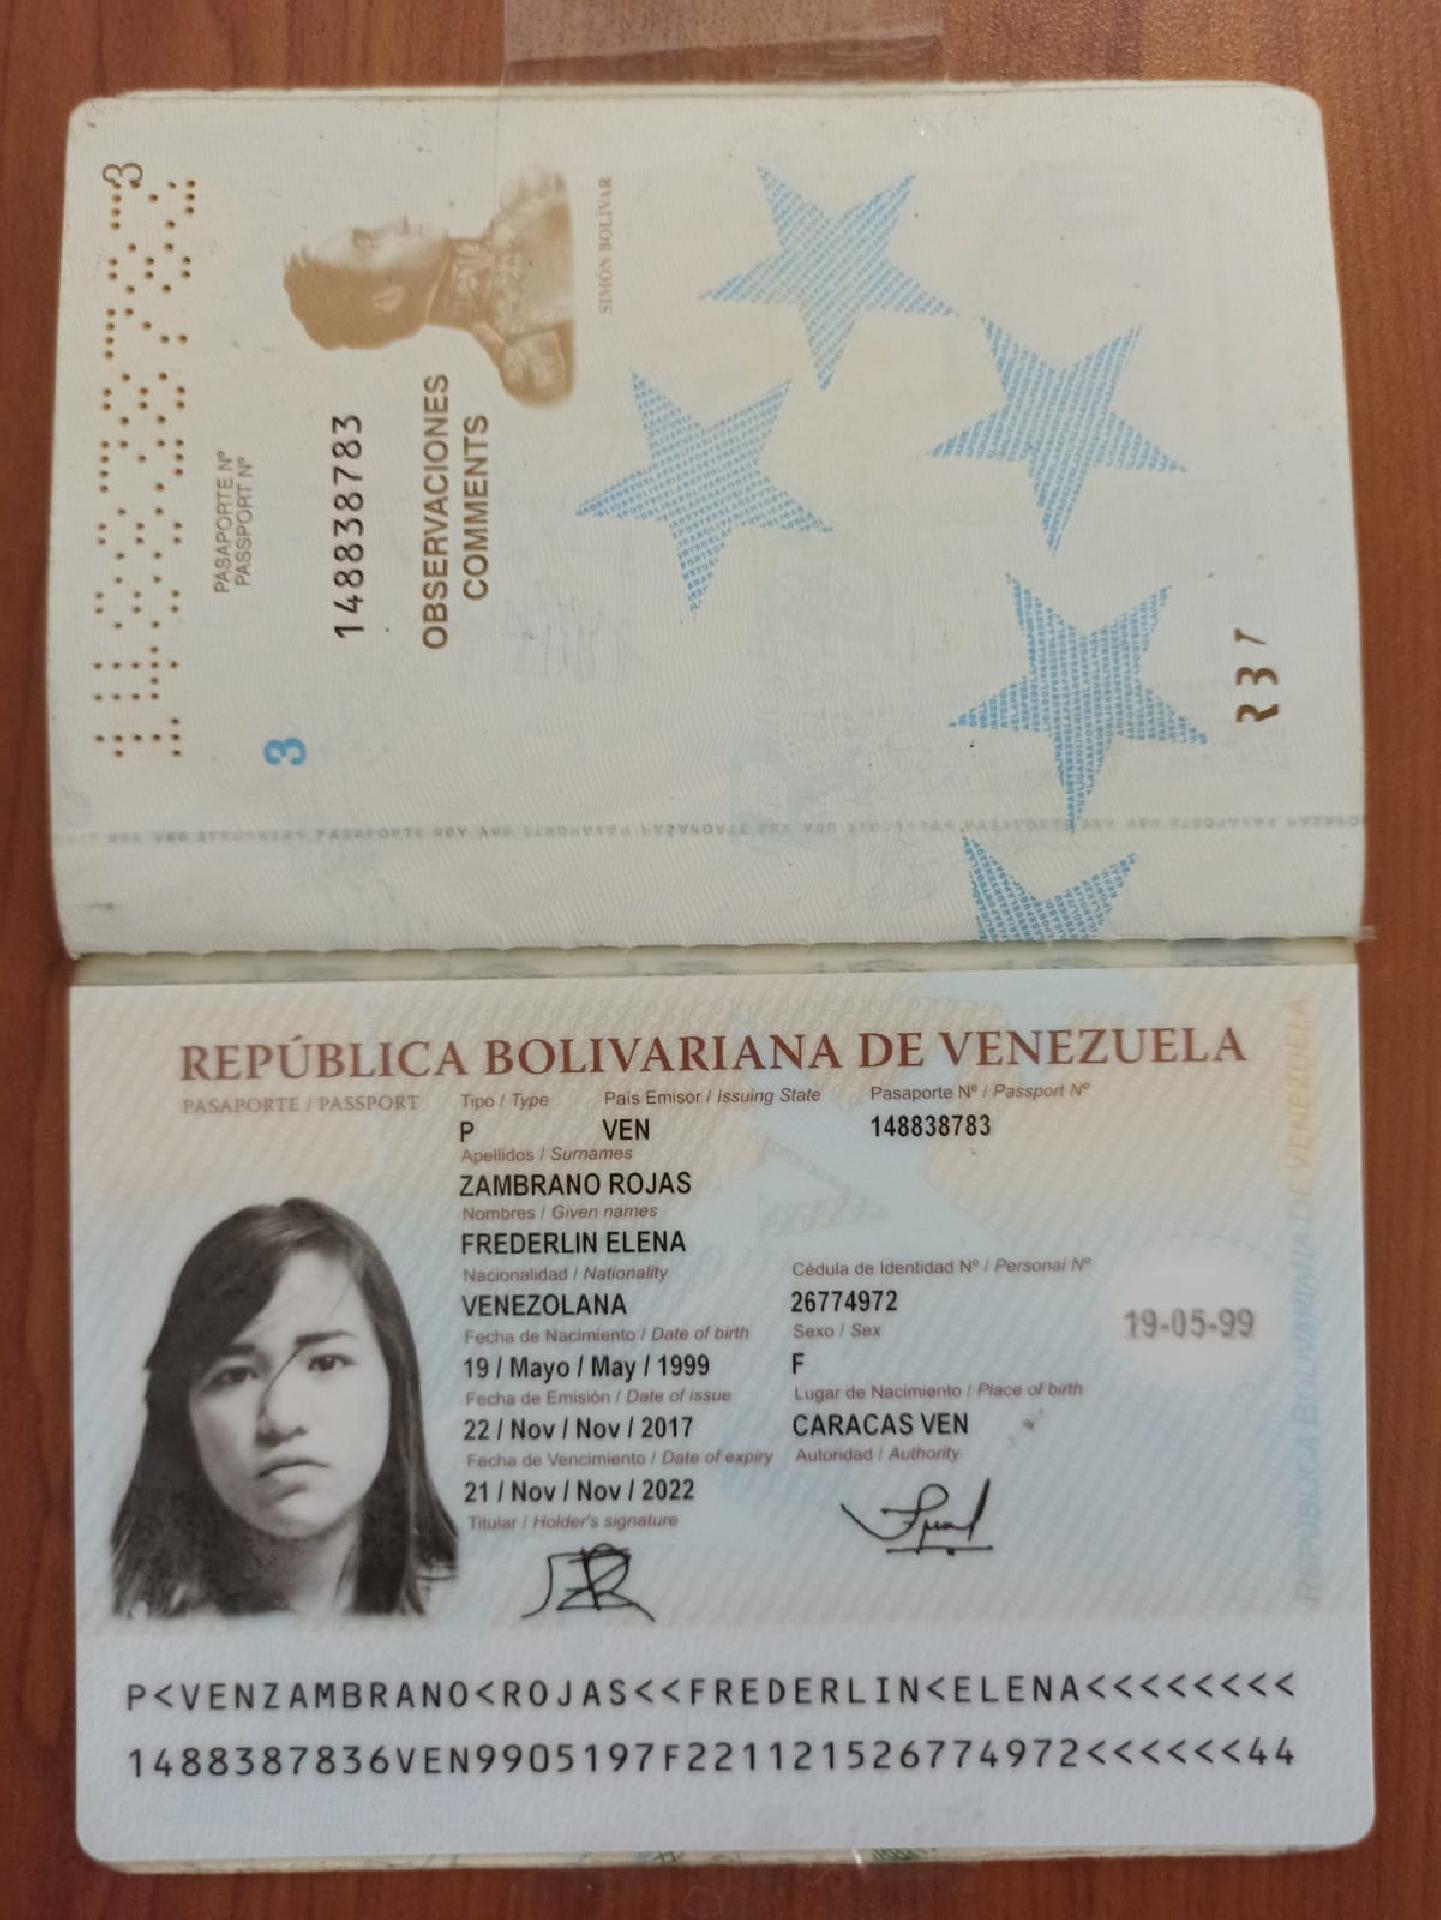 148838783
PASAPORTE Nº
PASSPORT Nº
148838783
OBSERVACIONES
COMMENTS
SIMÓN BOLÍVAR
3
REPÚBLICA BOLIVARIANA DE VENEZUELA
PASAPORTE / PASSPORT
Tipo / Type País Emisor / Issuing State Pasaporte Nº / Passport Nº
P VEN 148838783
Apellidos / Surnames
ZAMBRANO ROJAS
Nombres / Given names
FREDERLIN ELENA
Nacionalidad / Nationality Cédula de Identidad Nº / Personal Nº
VENEZOLANA 26774972
Fecha de Nacimiento / Date of birth Sexo / Sex
19 / Mayo / May / 1999 F
Fecha de Emisión / Date of issue Lugar de Nacimiento / Place of birth
22 / Nov / Nov / 2017 CARACAS VEN
Fecha de Vencimiento / Date of expiry Autoridad / Authority
21 / Nov / Nov / 2022
Titular / Holder's signature
19-05-99
REPÚBLICA BOLIVARIANA DE VENEZUELA
P<VENZAMBRANO<ROJAS<<FREDERLIN<ELENA<<<<<<<<
1488387836VEN9905197F221121526774972<<<<<<44